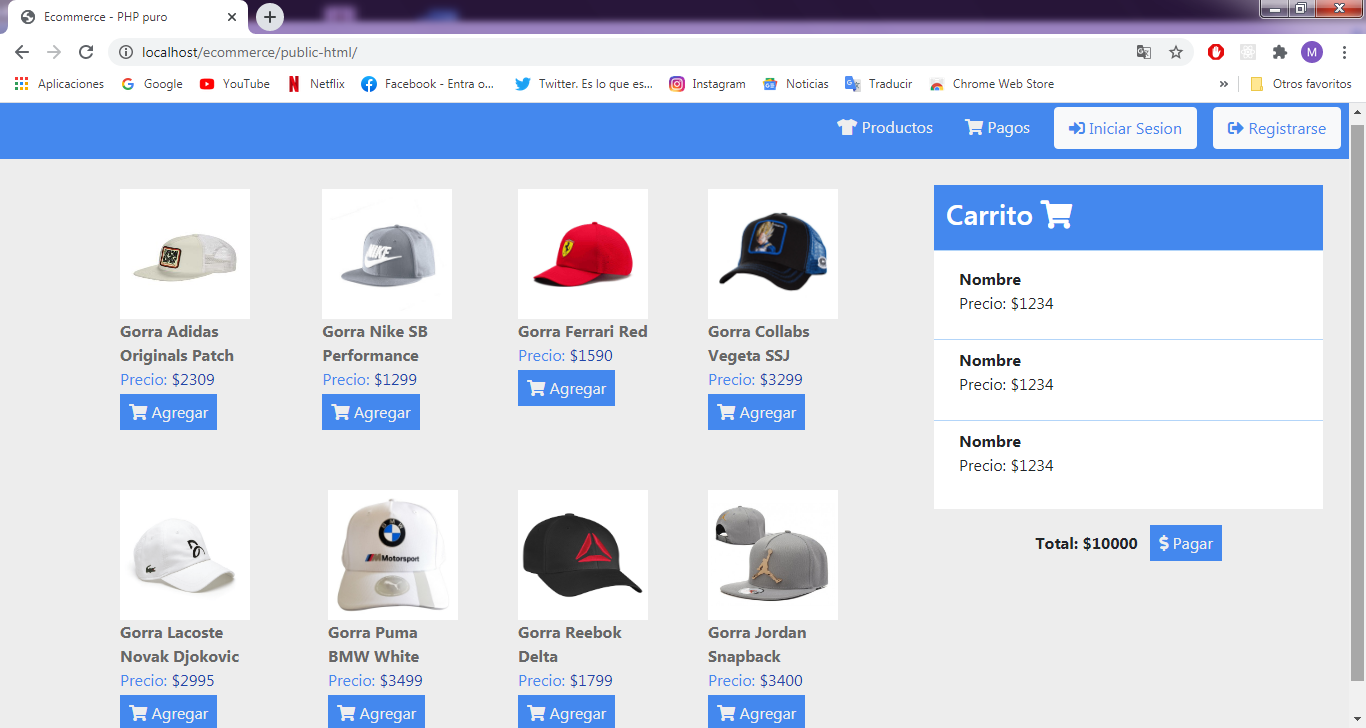 Ecommerce - PHP puro
localhost/ecommerce/public-html/
M
Aplicaciones
Google
YouTube
Netflix
Facebook - Entra o...
Twitter. Es lo que es...
Instagram
Noticias
Traducir
Chrome Web Store
»
Otros favoritos
Productos
Pagos
Iniciar Sesion
Registrarse
Gorra Adidas
Originals Patch
Precio: $2309
Agregar
NIKE
Gorra Nike SB
Performance
Precio: $1299
Agregar
Gorra Ferrari Red
Precio: $1590
Agregar
Gorra Collabs
Vegeta SSJ
Precio: $3299
Agregar
Gorra Lacoste
Novak Djokovic
Precio: $2995
Agregar
BMW
M Motorsport
Gorra Puma
BMW White
Precio: $3499
Agregar
Gorra Reebok
Delta
Precio: $1799
Agregar
Gorra Jordan
Snapback
Precio: $3400
Agregar
Carrito
Nombre
Precio: $1234
Nombre
Precio: $1234
Nombre
Precio: $1234
Total: $10000
$ Pagar